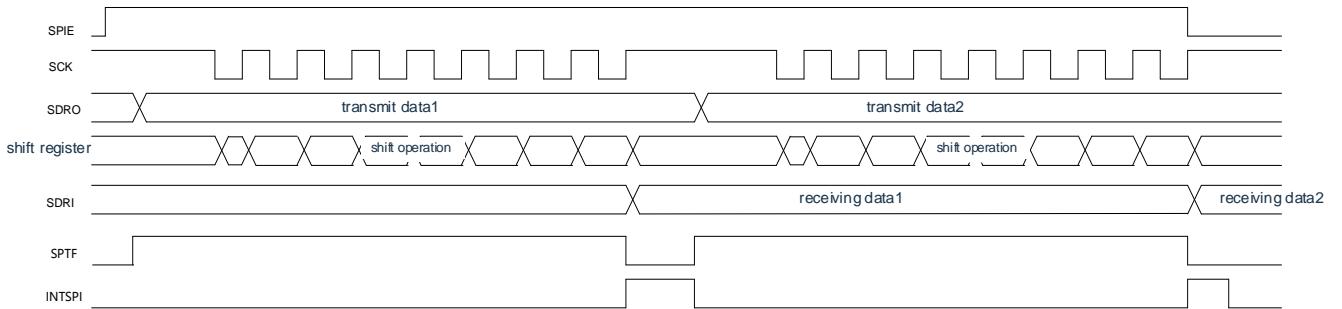 SPIE
SCK
SDRO transmit data1 transmit data2
shift register shift operation shift operation
SDRI receiving data1 receiving data2
SPTF
INTSPI